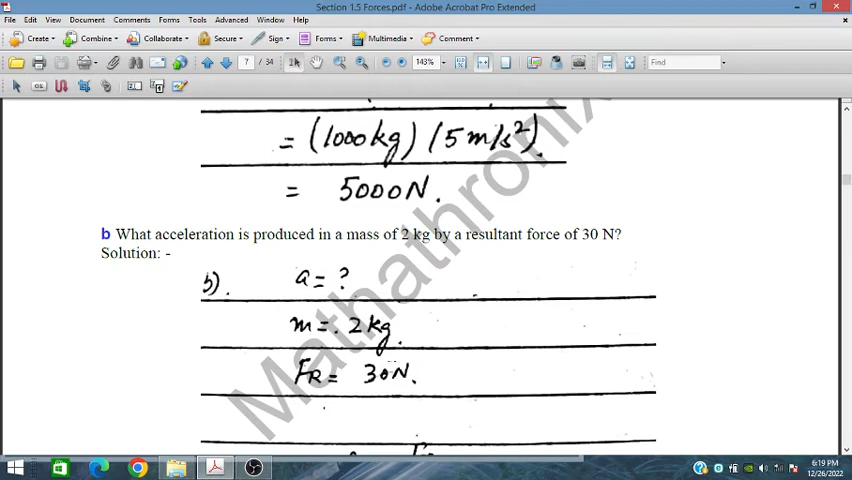 Section 1.5 Forces.pdf - Adobe Acrobat Pro Extended
File Edit View Document Comments Forms Tools Advanced Window Help
Create Combine Collaborate Secure Sign Forms Multimedia Comment
7 / 34 143% Find
= (1000kg) (5 m/s²).
= 5000N.
b What acceleration is produced in a mass of 2 kg by a resultant force of 30 N?
Solution: -
b). a = ?
m = 2 kg.
FR = 30N.
Mathathronix
6:19 PM
12/26/2022